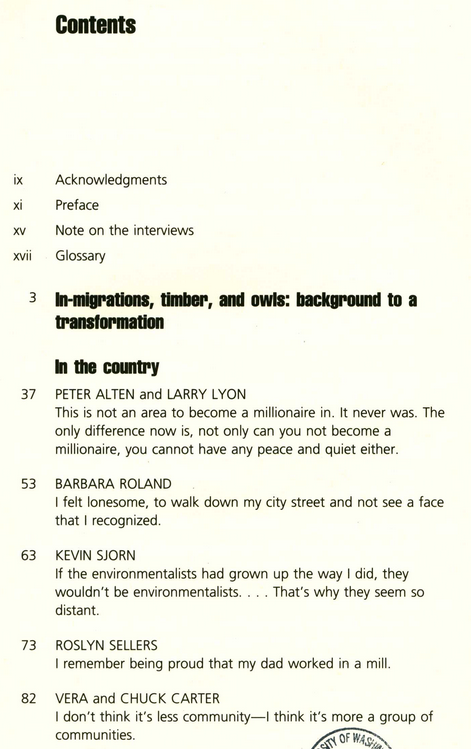 Contents
ix Acknowledgments
xi Preface
xv Note on the interviews
xvii Glossary
3 In-migrations, timber, and owls: background to a
transformation
In the country
37 PETER ALTEN and LARRY LYON
This is not an area to become a millionaire in. It never was. The
only difference now is, not only can you not become a
millionaire, you cannot have any peace and quiet either.
53 BARBARA ROLAND
I felt lonesome, to walk down my city street and not see a face
that I recognized.
63 KEVIN SJORN
If the environmentalists had grown up the way I did, they
wouldn't be environmentalists. . . . That's why they seem so
distant.
73 ROSLYN SELLERS
I remember being proud that my dad worked in a mill.
82 VERA and CHUCK CARTER
I don't think it's less community—I think it's more a group of
communities.
OF